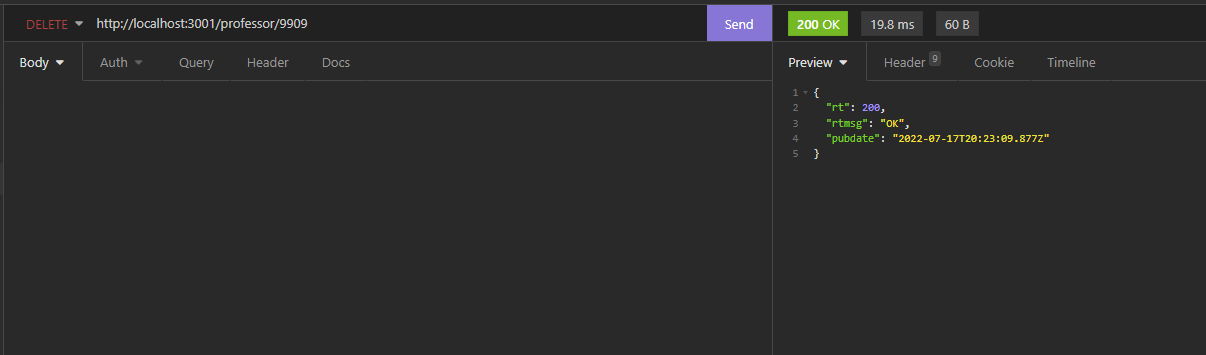 DELETE http://localhost:3001/professor/9909 Send 200 OK 19.8 ms 60 B
Body Auth Query Header Docs Preview Header 9 Cookie Timeline
1 {
2 "rt": 200,
3 "rtmsg": "OK",
4 "pubdate": "2022-07-17T20:23:09.877Z"
5 }